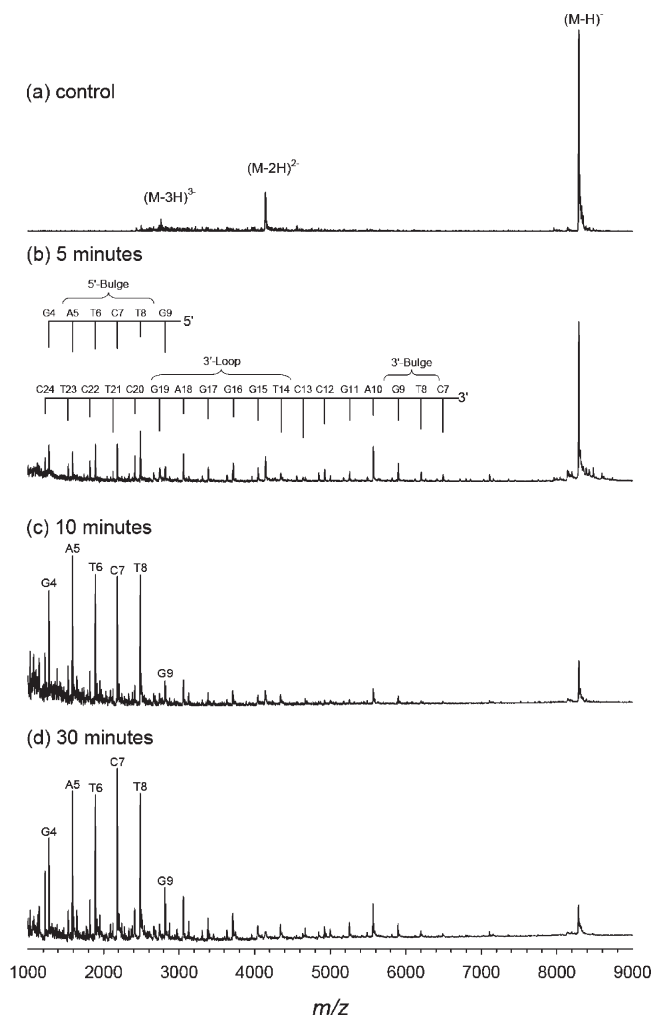 (M-H)-
(a) control
(M-2H)2-
(M-3H)3-
(b) 5 minutes
5'-Bulge
G4 A5 T6 C7 T8 G9
5'
3'-Loop
3'-Bulge
C24 T23 C22 T21 C20 G19 A18 G17 G16 G15 T14 C13 C12 G11 A10 G9 T8 C7
3'
(c) 10 minutes
A5
T6 C7 T8
G4
G9
(d) 30 minutes
C7
A5 T6 T8
G4
G9
1000 2000 3000 4000 5000 6000 7000 8000 9000
m/z